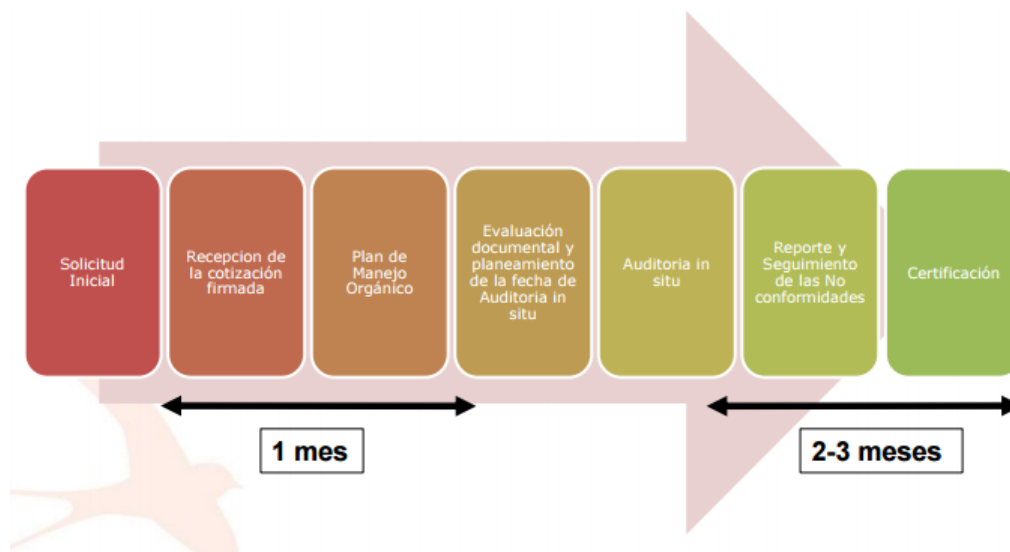 Solicitud
Inicial
Recepcion de
la cotización
firmada
Plan de
Manejo
Orgánico
Evaluación
documental y
planeamiento
de la fecha de
Auditoria in
situ
Auditoria in
situ
Reporte y
Seguimiento
de las No
conformidades
Certificación
1 mes
2-3 meses